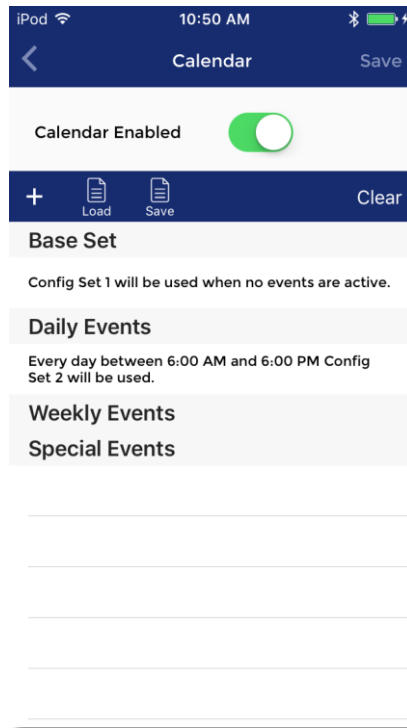 iPod 10:50 AM
Calendar Save
Calendar Enabled
+ Load Save Clear
Base Set
Config Set 1 will be used when no events are active.
Daily Events
Every day between 6:00 AM and 6:00 PM Config
Set 2 will be used.
Weekly Events
Special Events